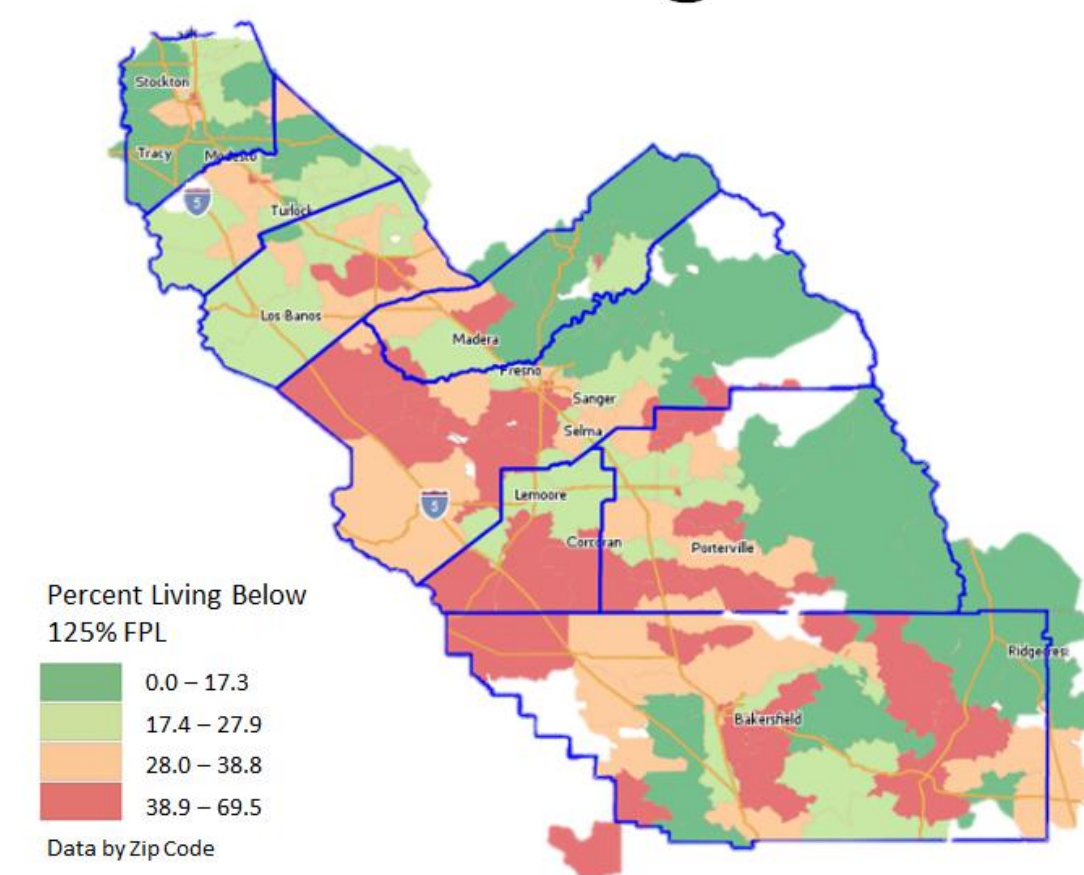 Stockton
Tracy
Modesto
5
Turlock
Los Banos
Madera
Fresno
Sanger
Selma
5
Lemoore
Corcoran
Porterville
Percent Living Below
125% FPL
Ridgecrest
0.0 – 17.3
17.4 – 27.9
Bakersfield
28.0 – 38.8
38.9 – 69.5
Data by Zip Code